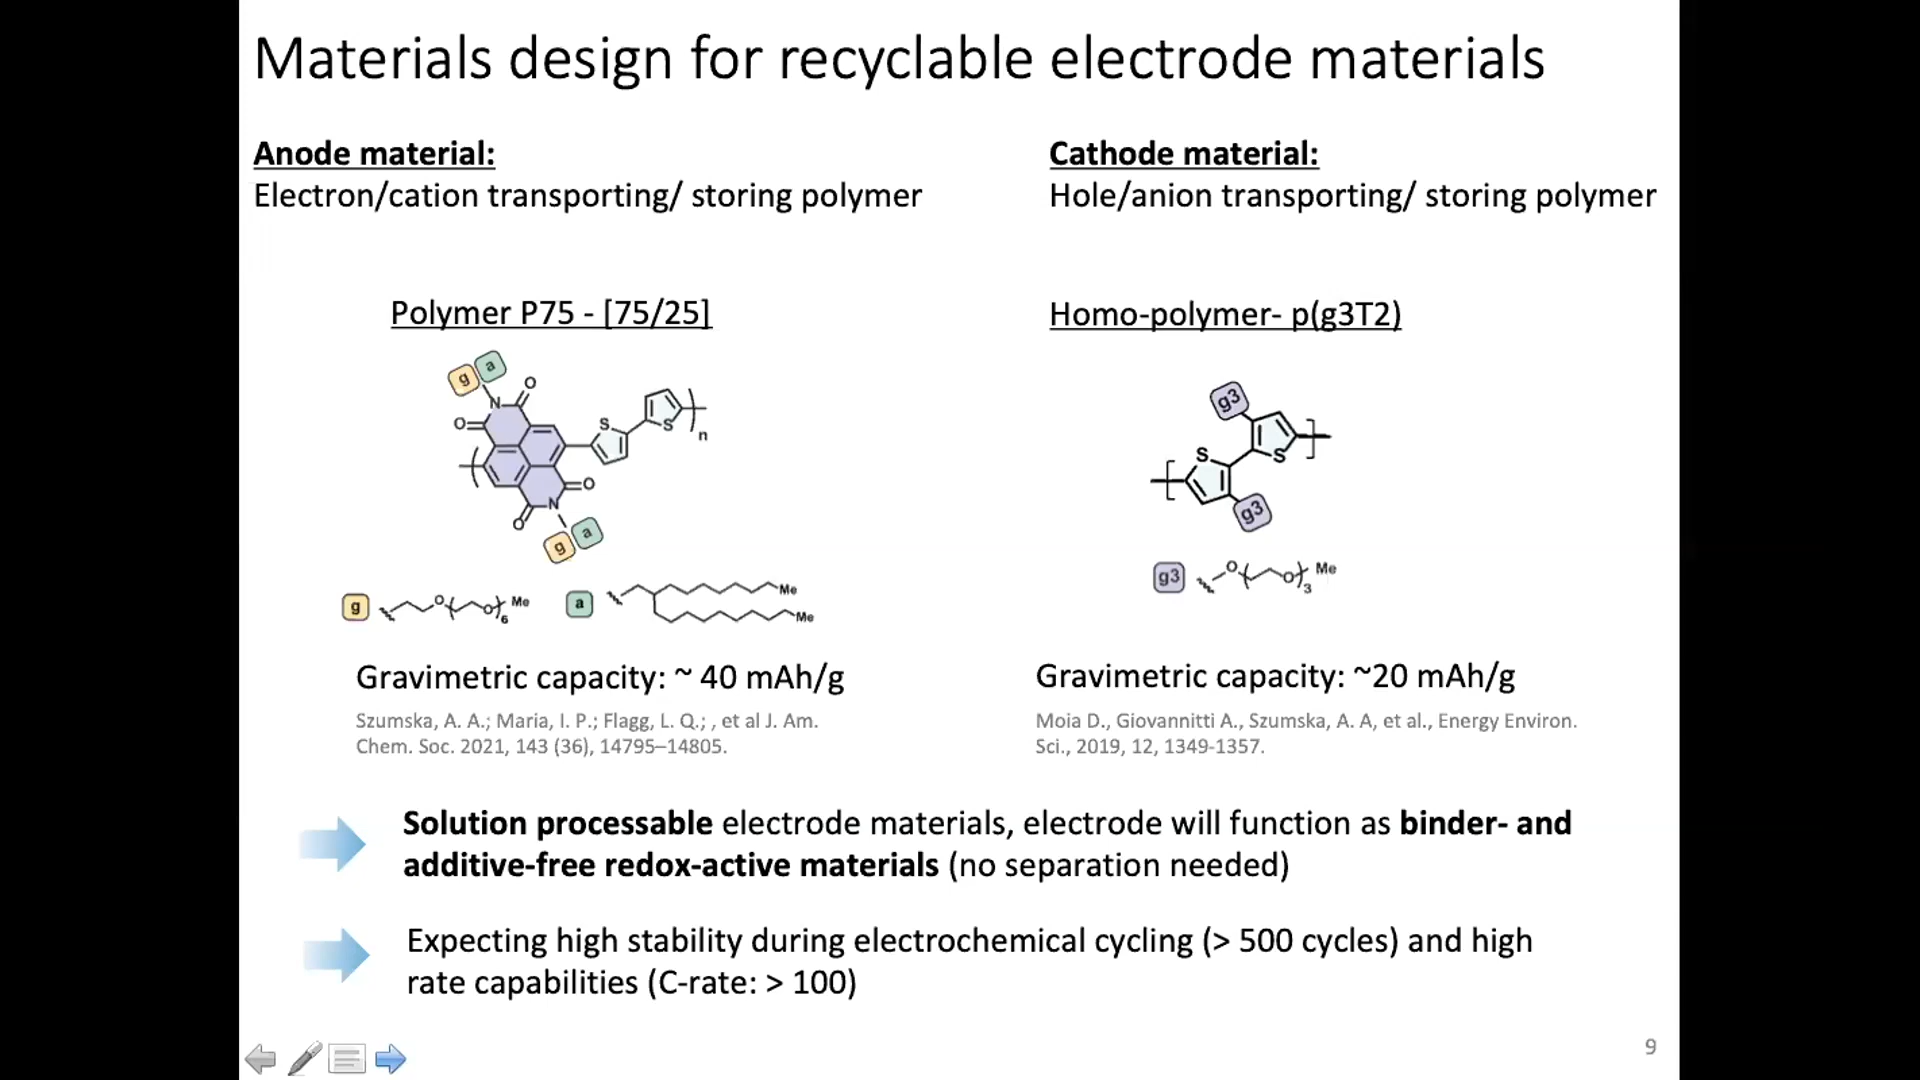 Materials design for recyclable electrode materials
Anode material:
Electron/cation transporting/ storing polymer
Cathode material:
Hole/anion transporting/ storing polymer
Polymer P75 - [75/25]
g a
O
N
O
S
S
n
O
N
O
g a
g
O
O
6
Me
a
Me
Me
Homo-polymer- p(g3T2)
g3
S
S
g3
g3
O
O
3
Me
Gravimetric capacity: ~ 40 mAh/g
Szumska, A. A.; Maria, I. P.; Flagg, L. Q.; , et al J. Am.
Chem. Soc. 2021, 143 (36), 14795–14805.
Gravimetric capacity: ~20 mAh/g
Moia D., Giovannitti A., Szumska, A. A, et al., Energy Environ.
Sci., 2019, 12, 1349-1357.
Solution processable electrode materials, electrode will function as binder- and
additive-free redox-active materials (no separation needed)
Expecting high stability during electrochemical cycling (> 500 cycles) and high
rate capabilities (C-rate: > 100)
9